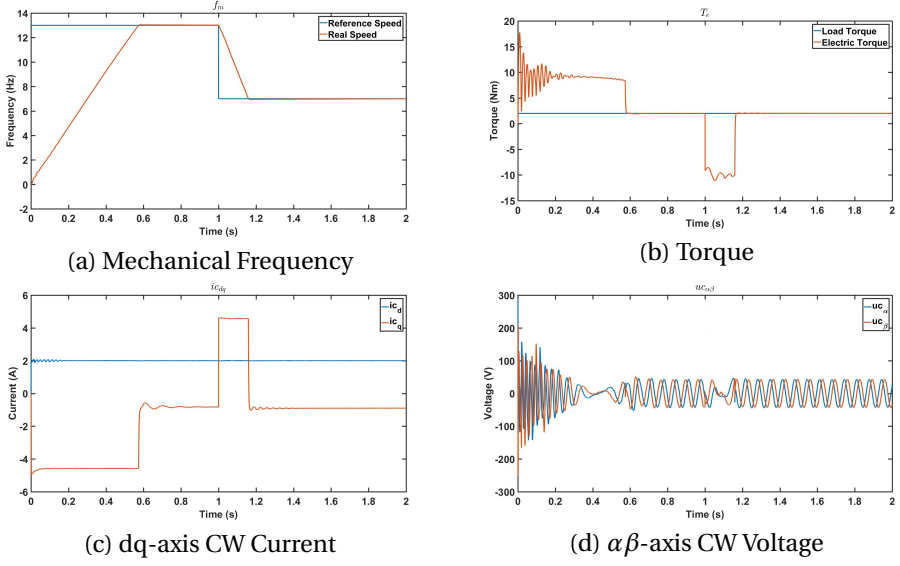 f_m
14
12
10
8
6
4
2
0
-2
Frequency (Hz)
Reference Speed
Real Speed
0 0.2 0.4 0.6 0.8 1 1.2 1.4 1.6 1.8 2
Time (s)
(a) Mechanical Frequency
T_e
20
15
10
5
0
-5
-10
-15
Torque (Nm)
Load Torque
Electric Torque
0 0.2 0.4 0.6 0.8 1 1.2 1.4 1.6 1.8 2
Time (s)
(b) Torque
ic_dq
6
4
2
0
-2
-4
-6
Current (A)
ic_d
ic_q
0 0.2 0.4 0.6 0.8 1 1.2 1.4 1.6 1.8 2
Time (s)
(c) dq-axis CW Current
uc_αβ
300
200
100
0
-100
-200
-300
Voltage (V)
uc_α
uc_β
0 0.2 0.4 0.6 0.8 1 1.2 1.4 1.6 1.8 2
Time (s)
(d) αβ-axis CW Voltage